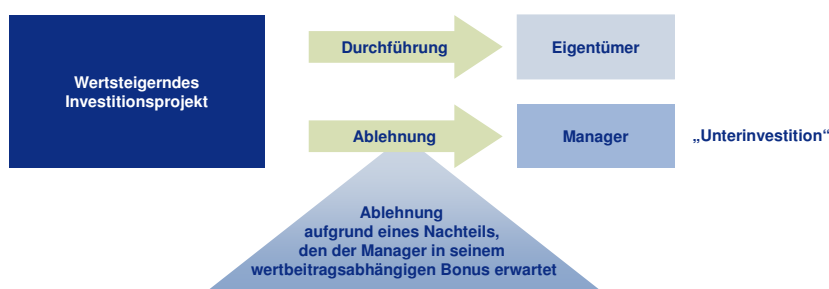 Wertsteigerndes
Investitionsprojekt
Durchführung
Eigentümer
Ablehnung
Manager
„Unterinvestition“
Ablehnung
aufgrund eines Nachteils,
den der Manager in seinem
wertbeitragsabhängigen Bonus erwartet